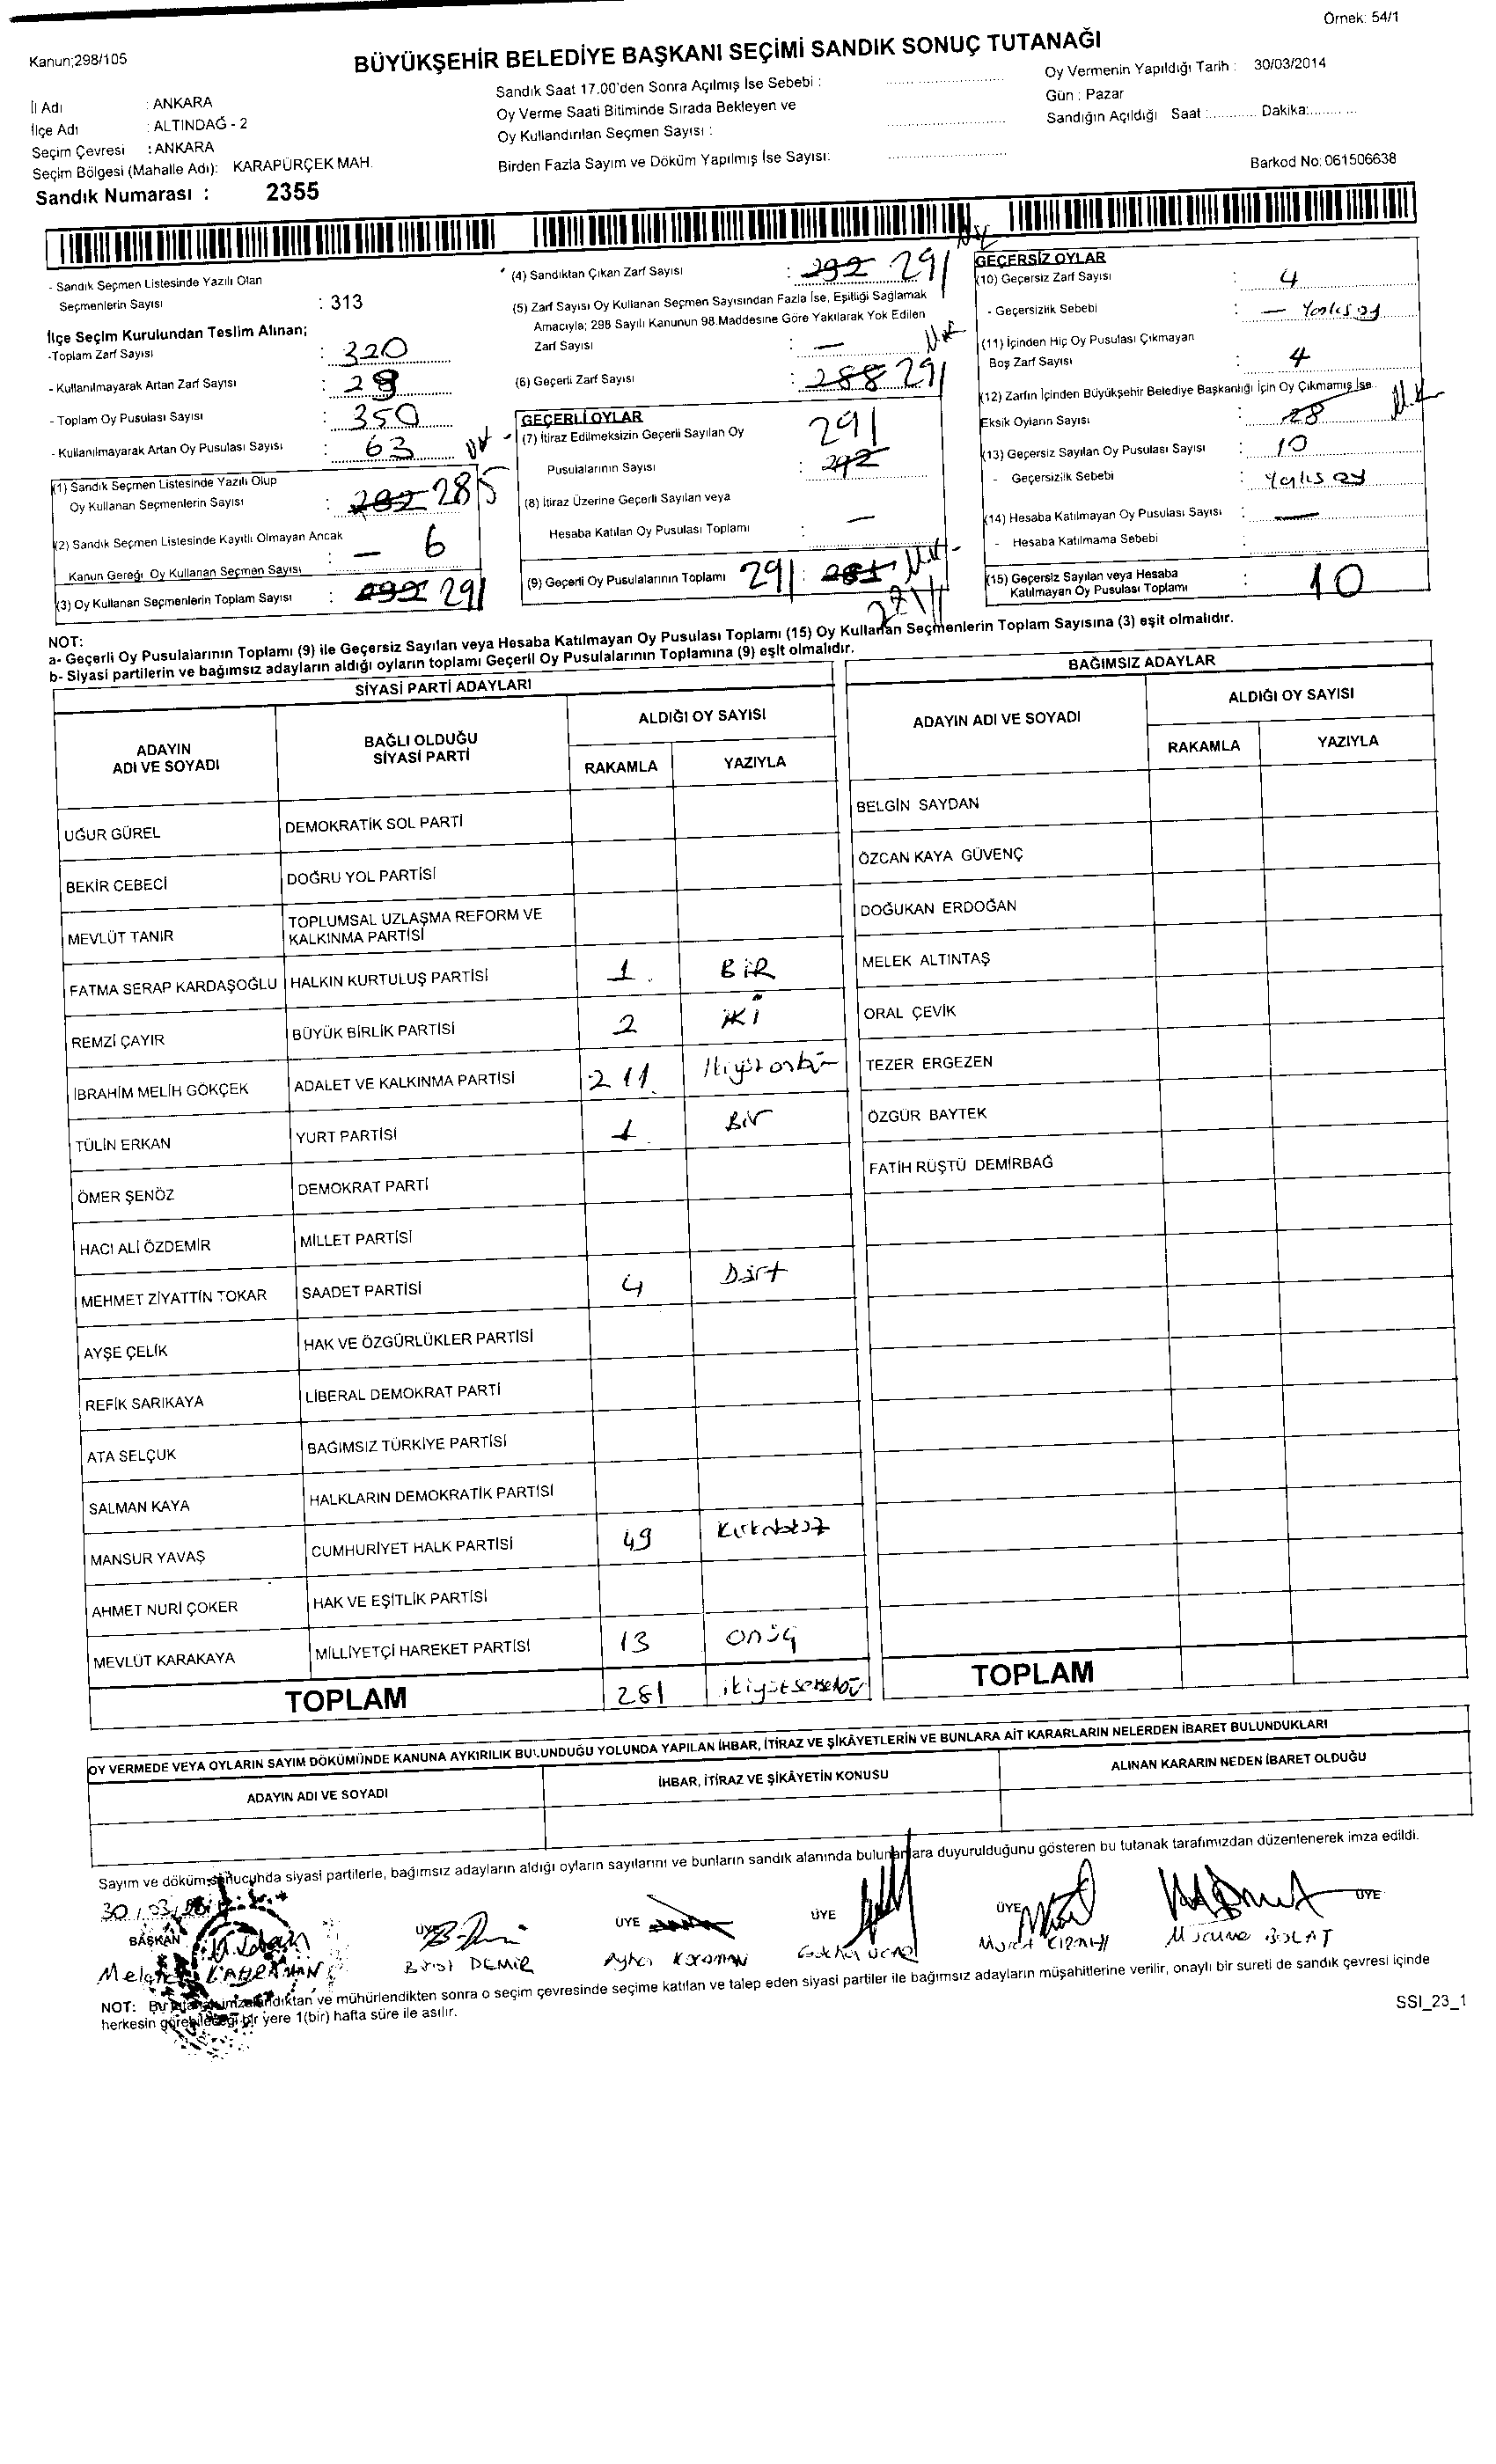 Örnek: 54/1
Kanun;298/105
BÜYÜKŞEHİR BELEDİYE BAŞKANI SEÇİMİ SANDIK SONUÇ TUTANAĞI
İl Adı : ANKARA
İlçe Adı : ALTINDAĞ - 2
Seçim Çevresi : ANKARA
Seçim Bölgesi (Mahalle Adı): KARAPÜRÇEK MAH.
Sandık Numarası : 2355
Sandık Saat 17.00'den Sonra Açılmış İse Sebebi :
Oy Verme Saati Bitiminde Sırada Bekleyen ve
Oy Kullandırılan Seçmen Sayısı :
Birden Fazla Sayım ve Döküm Yapılmış İse Sayısı:
Oy Vermenin Yapıldığı Tarih : 30/03/2014
Gün : Pazar
Sandığın Açıldığı Saat :............ Dakika:............
Barkod No: 061506638
- Sandık Seçmen Listesinde Yazılı Olan
Seçmenlerin Sayısı : 313
İlçe Seçim Kurulundan Teslim Alınan;
-Toplam Zarf Sayısı : 320
- Kullanılmayarak Artan Zarf Sayısı : 29
- Toplam Oy Pusulası Sayısı : 350
- Kullanılmayarak Artan Oy Pusulası Sayısı : 63
(1) Sandık Seçmen Listesinde Yazılı Olup
Oy Kullanan Seçmenlerin Sayısı : 285
(2) Sandık Seçmen Listesinde Kayıtlı Olmayan Ancak
Kanun Gereği Oy Kullanan Seçmen Sayısı : — 6
(3) Oy Kullanan Seçmenlerin Toplam Sayısı : 291
(4) Sandıktan Çıkan Zarf Sayısı : 292 291
(5) Zarf Sayısı Oy Kullanan Seçmen Sayısından Fazla İse, Eşitliği Sağlamak
Amacıyla; 298 Sayılı Kanunun 98.Maddesine Göre Yakılarak Yok Edilen
Zarf Sayısı : —
(6) Geçerli Zarf Sayısı : 288 291
GEÇERLİ OYLAR
(7) İtiraz Edilmeksizin Geçerli Sayılan Oy 291
Pusulalarının Sayısı : 292
(8) İtiraz Üzerine Geçerli Sayılan veya
Hesaba Katılan Oy Pusulası Toplamı : —
(9) Geçerli Oy Pusulalarının Toplamı 291 : 281
GEÇERSİZ OYLAR
(10) Geçersiz Zarf Sayısı : 4
- Geçersizlik Sebebi : — Yanlış oy
(11) İçinden Hiç Oy Pusulası Çıkmayan
Boş Zarf Sayısı : 4
(12) Zarfın İçinden Büyükşehir Belediye Başkanlığı İçin Oy Çıkmamış İse
Eksik Oyların Sayısı : 28
(13) Geçersiz Sayılan Oy Pusulası Sayısı : 10
- Geçersizlik Sebebi : Yanlış oy
(14) Hesaba Katılmayan Oy Pusulası Sayısı : —
- Hesaba Katılmama Sebebi :
(15) Geçersiz Sayılan veya Hesaba
Katılmayan Oy Pusulası Toplamı : 10
NOT:
a- Geçerli Oy Pusulalarının Toplamı (9) ile Geçersiz Sayılan veya Hesaba Katılmayan Oy Pusulası Toplamı (15) Oy Kullanan Seçmenlerin Toplam Sayısına (3) eşit olmalıdır.
b- Siyasi partilerin ve bağımsız adayların aldığı oyların toplamı Geçerli Oy Pusulalarının Toplamına (9) eşit olmalıdır.
SİYASİ PARTİ ADAYLARI
ADAYIN ADI VE SOYADI BAĞLI OLDUĞU SİYASİ PARTİ ALDIĞI OY SAYISI
RAKAMLA YAZIYLA
UĞUR GÜREL DEMOKRATİK SOL PARTİ
BEKİR CEBECİ DOĞRU YOL PARTİSİ
MEVLÜT TANIR TOPLUMSAL UZLAŞMA REFORM VE KALKINMA PARTİSİ
FATMA SERAP KARDAŞOĞLU HALKIN KURTULUŞ PARTİSİ 1 BİR
REMZİ ÇAYIR BÜYÜK BİRLİK PARTİSİ 2 İKİ
İBRAHİM MELİH GÖKÇEK ADALET VE KALKINMA PARTİSİ 211 İkiyüzonbir
TÜLİN ERKAN YURT PARTİSİ 1 Bir
ÖMER ŞENÖZ DEMOKRAT PARTİ
HACI ALİ ÖZDEMİR MİLLET PARTİSİ
MEHMET ZİYATTİN TOKAR SAADET PARTİSİ 4 Dört
AYŞE ÇELİK HAK VE ÖZGÜRLÜKLER PARTİSİ
REFİK SARIKAYA LİBERAL DEMOKRAT PARTİ
ATA SELÇUK BAĞIMSIZ TÜRKİYE PARTİSİ
SALMAN KAYA HALKLARIN DEMOKRATİK PARTİSİ
MANSUR YAVAŞ CUMHURİYET HALK PARTİSİ 49 Kırkdokuz
AHMET NURİ ÇOKER HAK VE EŞİTLİK PARTİSİ
MEVLÜT KARAKAYA MİLLİYETÇİ HAREKET PARTİSİ 13 onüç
TOPLAM 281 ikiyüzseksenbir
BAĞIMSIZ ADAYLAR
ADAYIN ADI VE SOYADI ALDIĞI OY SAYISI
RAKAMLA YAZIYLA
BELGİN SAYDAN
ÖZCAN KAYA GÜVENÇ
DOĞUKAN ERDOĞAN
MELEK ALTINTAŞ
ORAL ÇEVİK
TEZER ERGEZEN
ÖZGÜR BAYTEK
FATİH RÜŞTÜ DEMİRBAĞ
TOPLAM
OY VERMEDE VEYA OYLARIN SAYIM DÖKÜMÜNDE KANUNA AYKIRILIK BULUNDUĞU YOLUNDA YAPILAN İHBAR, İTİRAZ VE ŞİKÂYETLERİN VE BUNLARA AİT KARARLARIN NELERDEN İBARET BULUNDUKLARI
ADAYIN ADI VE SOYADI İHBAR, İTİRAZ VE ŞİKÂYETİN KONUSU ALINAN KARARIN NEDEN İBARET OLDUĞU
Sayım ve döküm sonucunda siyasi partilerle, bağımsız adayların aldığı oyların sayılarını ve bunların sandık alanında bulunanlara duyurulduğunu gösteren bu tutanak tarafımızdan düzenlenerek imza edildi.
30/03/
BAŞKAN ÜYE ÜYE ÜYE ÜYE ÜYE
KAHRAMAN DEMİR Ayhan Gökhan UÇAR Murat BOLAT
NOT: Bu tutanak imzalandıktan ve mühürlendikten sonra o seçim çevresinde seçime katılan ve talep eden siyasi partiler ile bağımsız adayların müşahitlerine verilir, onaylı bir sureti de sandık çevresi içinde
herkesin görebileceği bir yere 1(bir) hafta süre ile asılır.
SSI_23_1